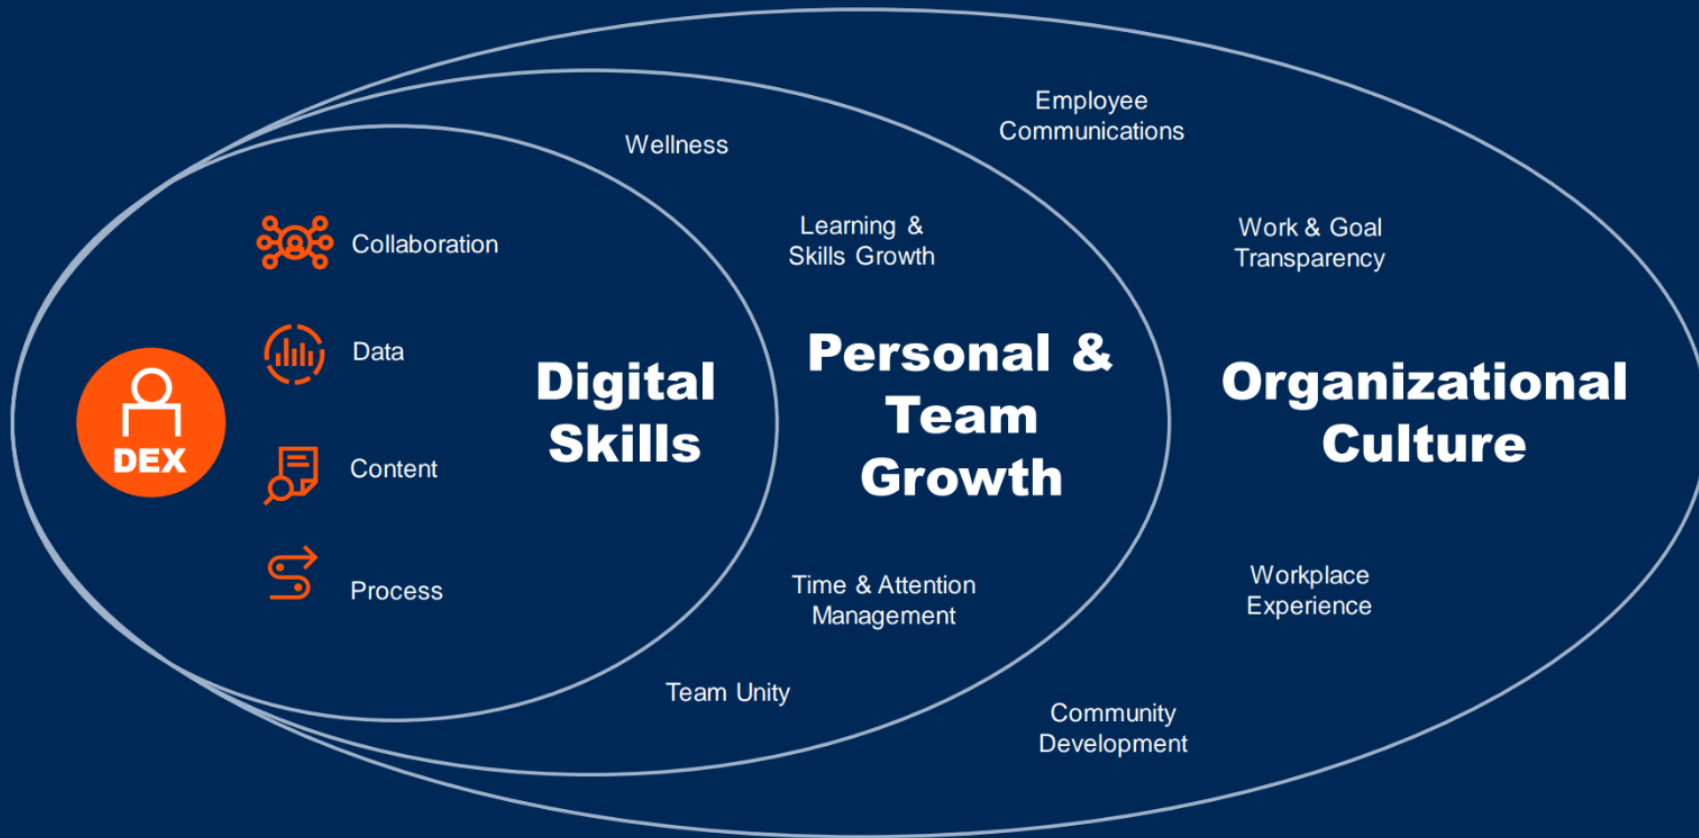 DEX
Collaboration
Data
Content
Process
Digital
Skills
Wellness
Learning &
Skills Growth
Personal &
Team
Growth
Time & Attention
Management
Team Unity
Employee
Communications
Work & Goal
Transparency
Organizational
Culture
Workplace
Experience
Community
Development